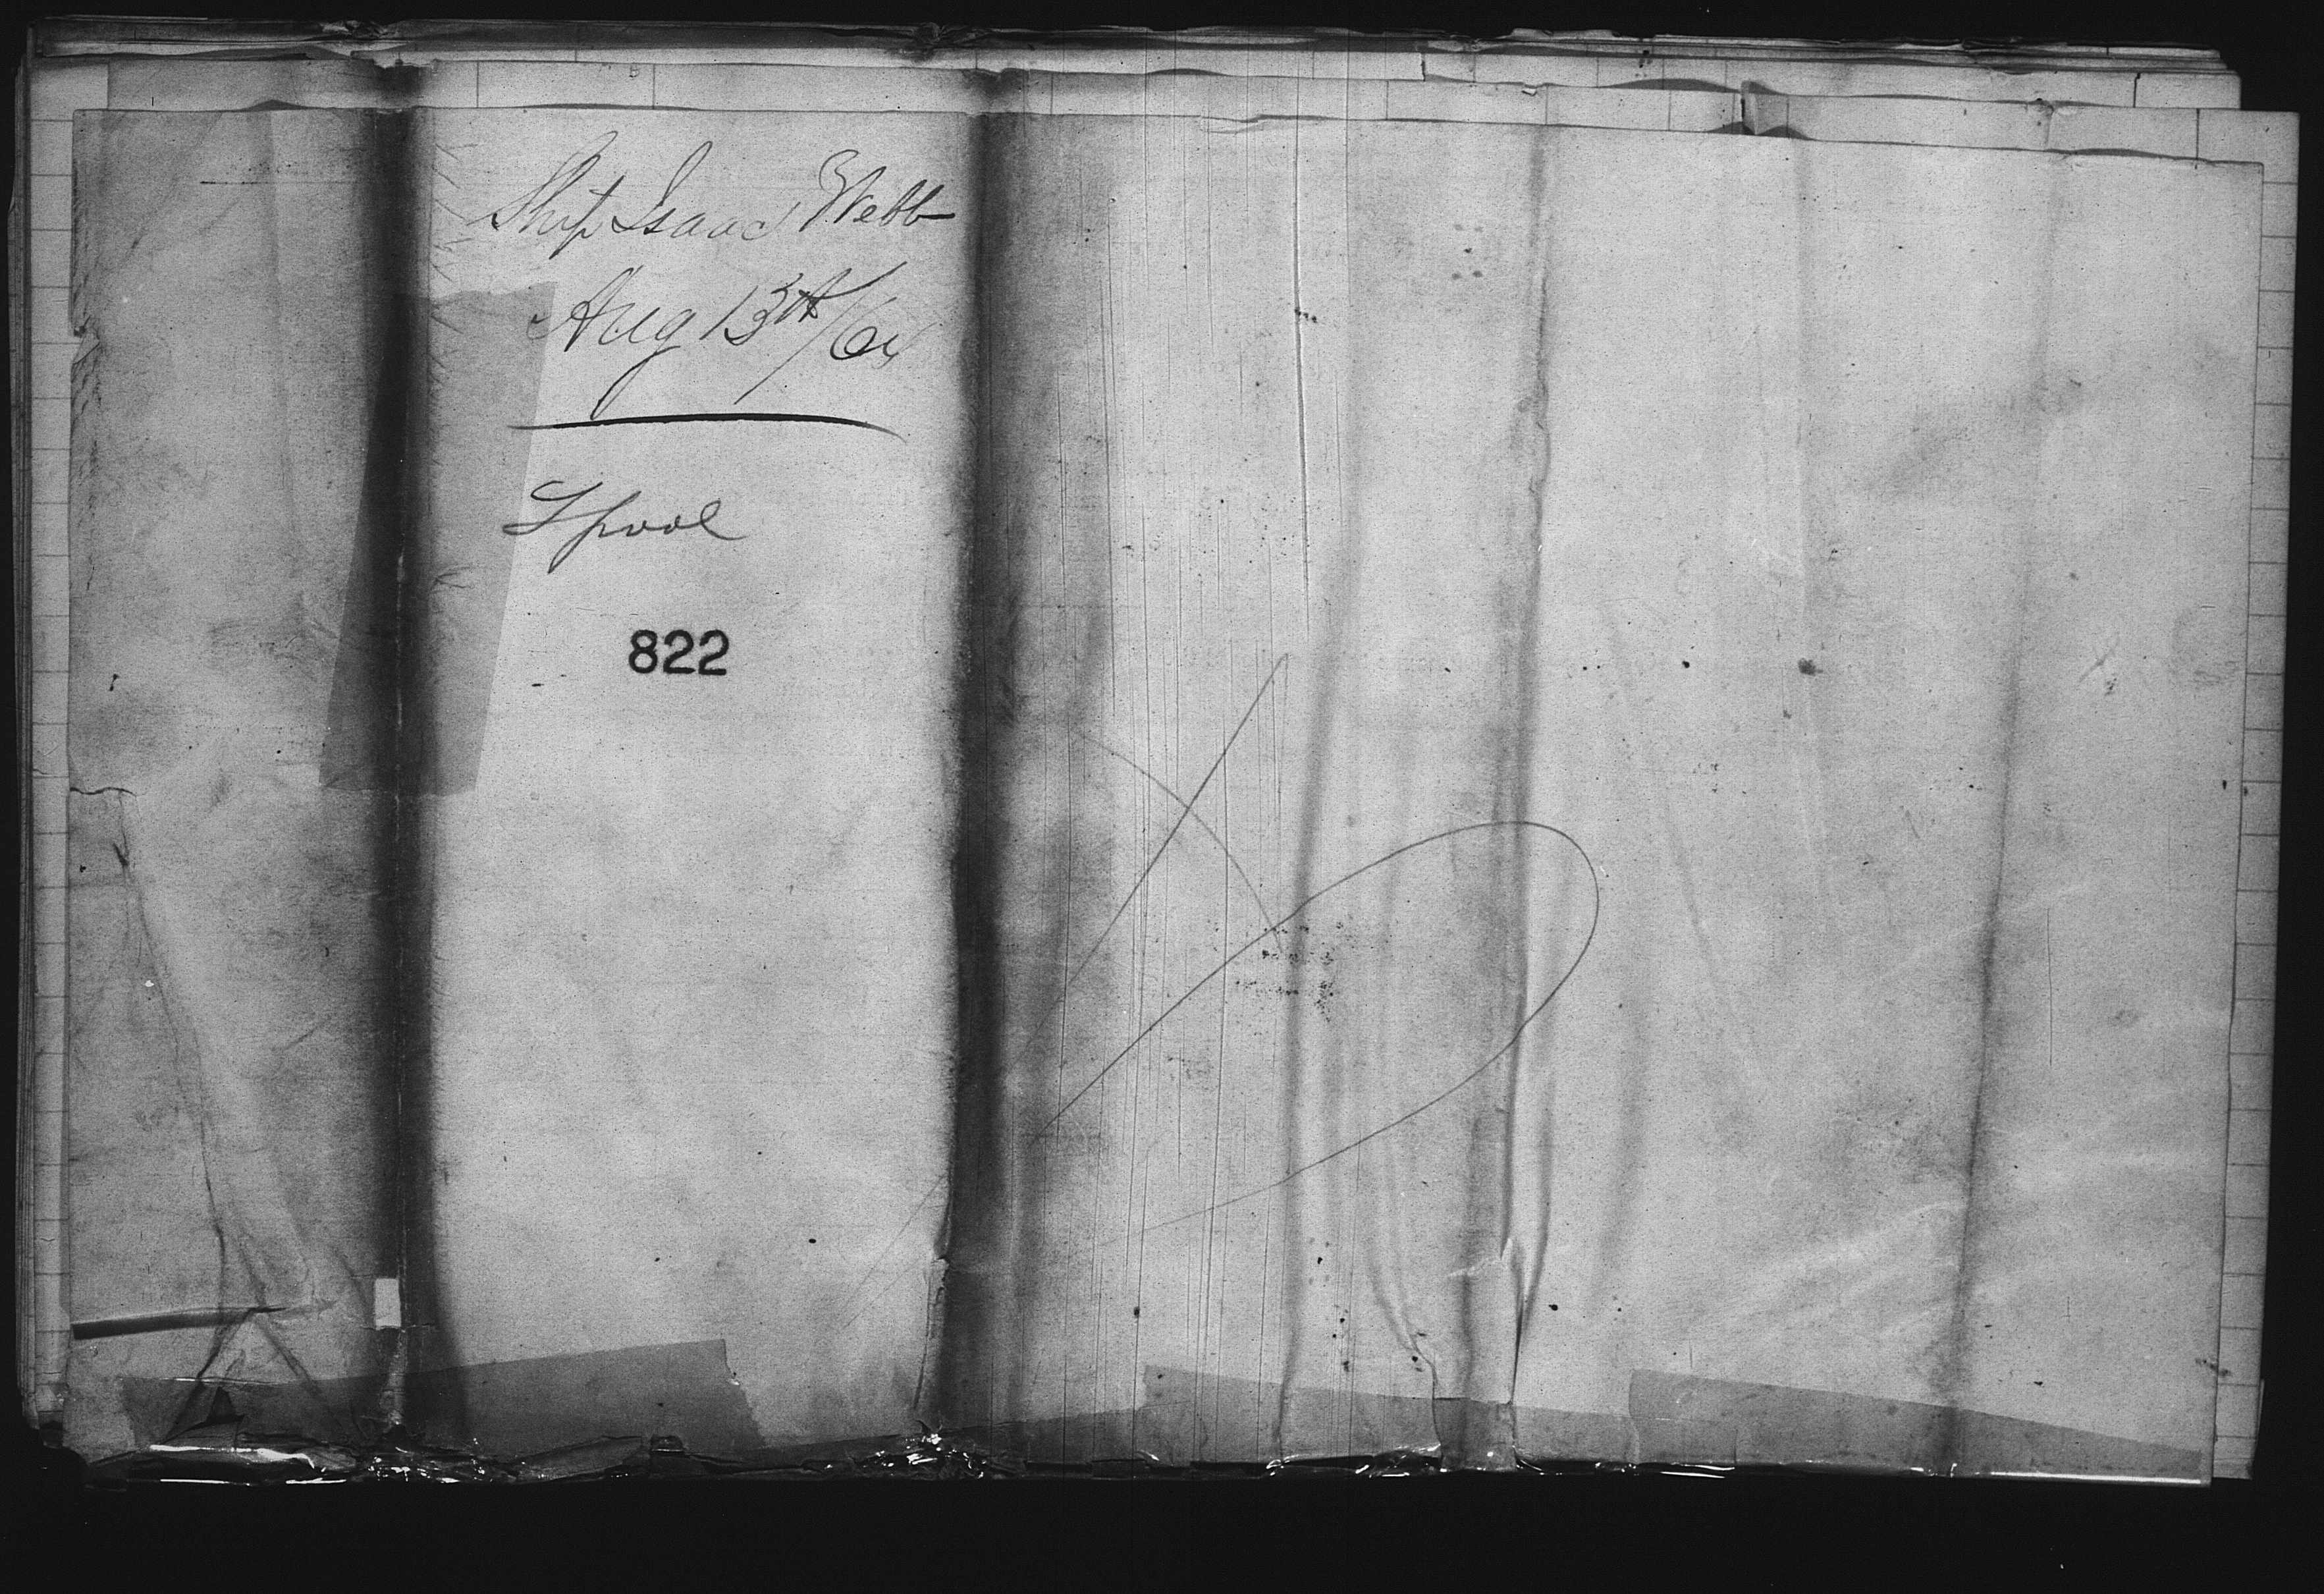 Ship Isaac Webb
Aug 13th/64
Lpool
822